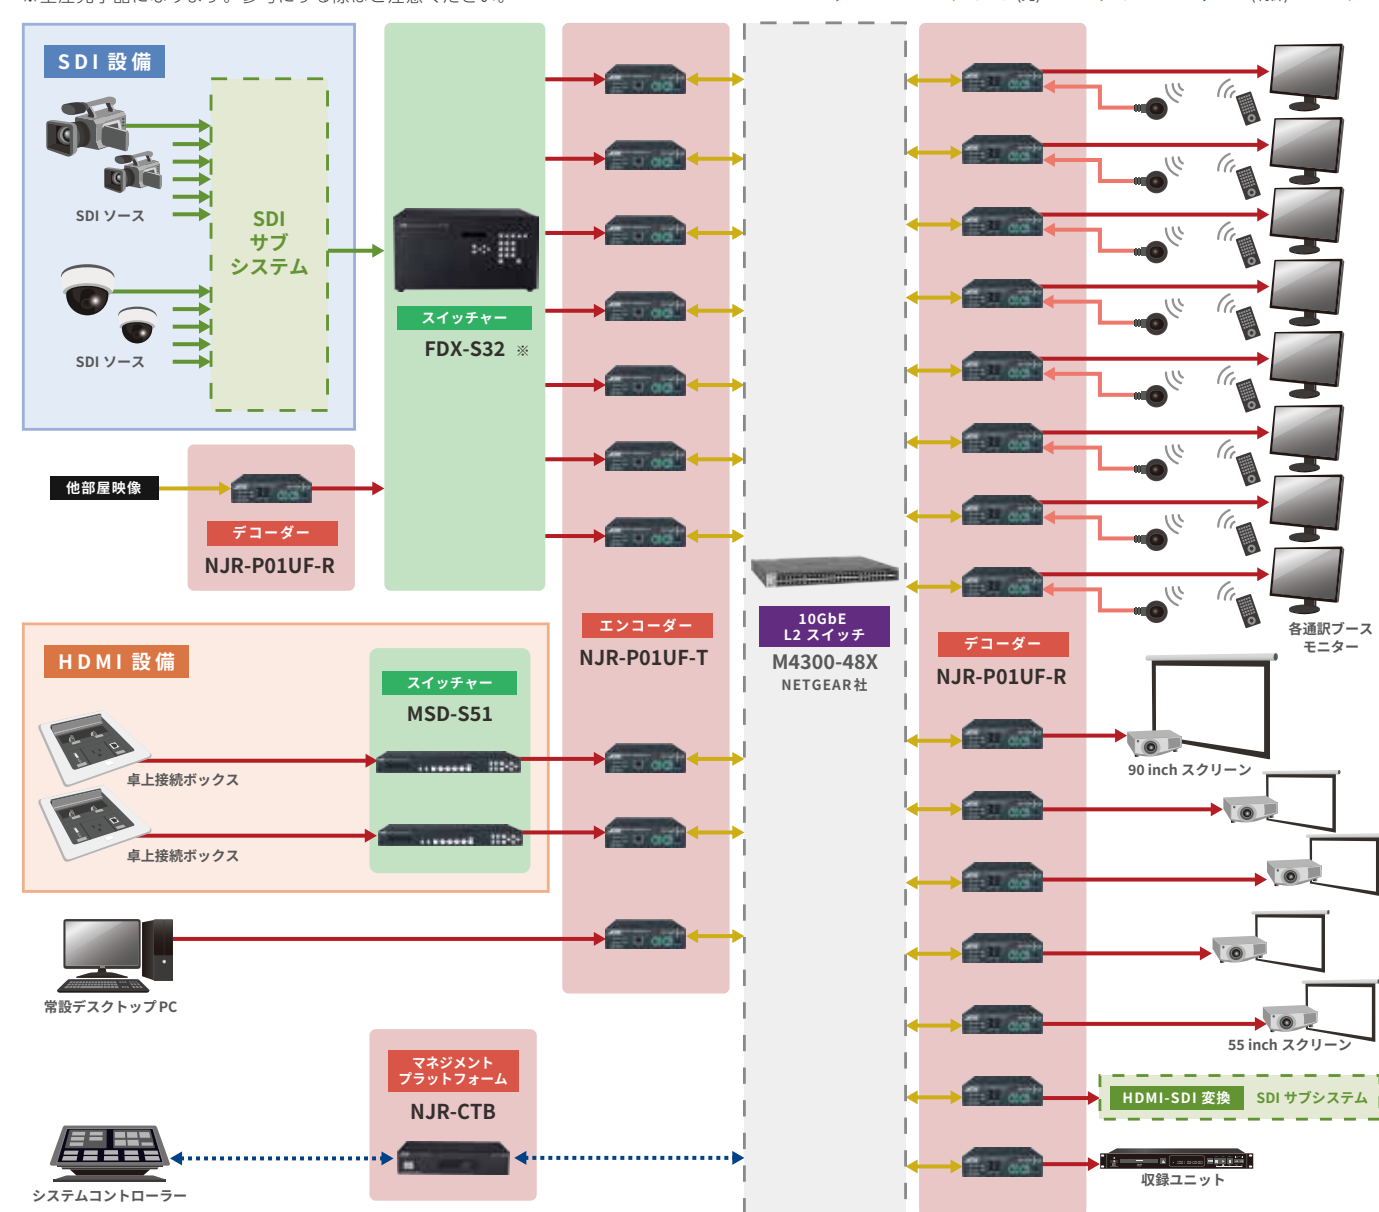 SDI 設備
SDI ソース
SDI ソース
SDI
サブ
システム
スイッチャー
FDX-S32 ※
他部屋映像
デコーダー
NJR-P01UF-R
エンコーダー
NJR-P01UF-T
10GbE
L2 スイッチ
M4300-48X
NETGEAR社
デコーダー
NJR-P01UF-R
各通訳ブース
モニター
HDMI 設備
スイッチャー
MSD-S51
卓上接続ボックス
卓上接続ボックス
90 inch スクリーン
常設デスクトップ PC
55 inch スクリーン
マネジメント
プラットフォーム
NJR-CTB
HDMI-SDI 変換 SDI サブシステム
システムコントローラー
収録ユニット